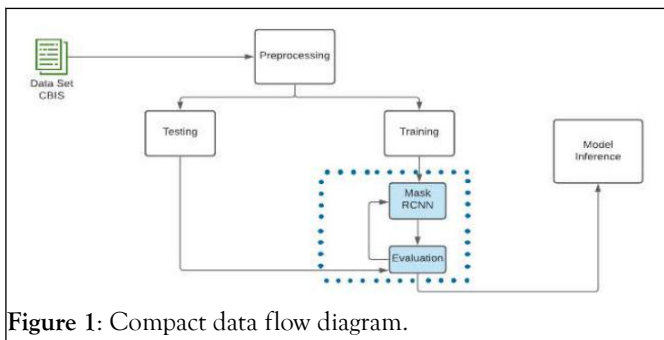 Preprocessing
Data Set
CBIS
Testing
Training
Model
Inference
Mask
RCNN
Evaluation
Figure 1: Compact data flow diagram.